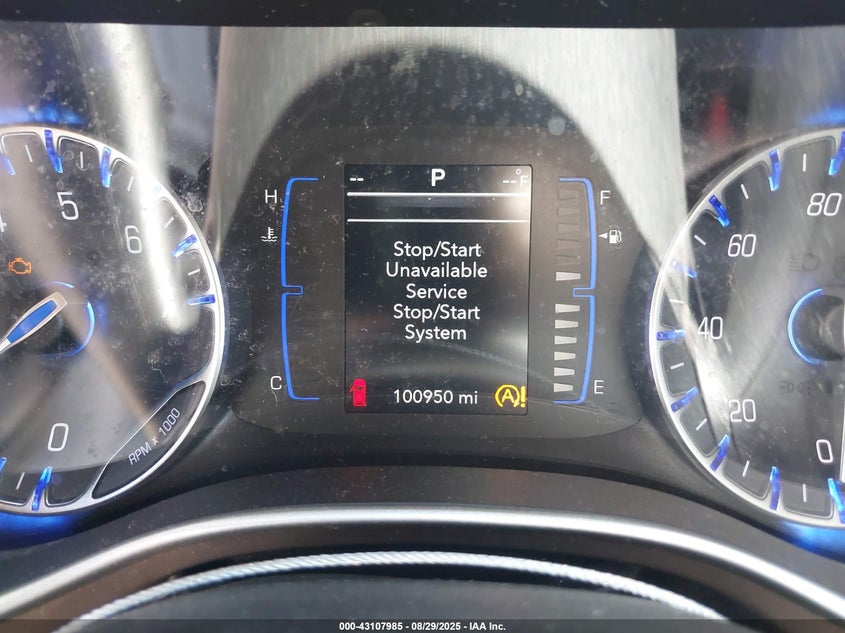 -- P --°F
H
F
5
6
4
80
60
Stop/Start
Unavailable
Service
Stop/Start
System
40
C
E
100950 mi
A!
20
0
RPM x 1000
0
000-43107985 - 08/29/2025 - IAA Inc.